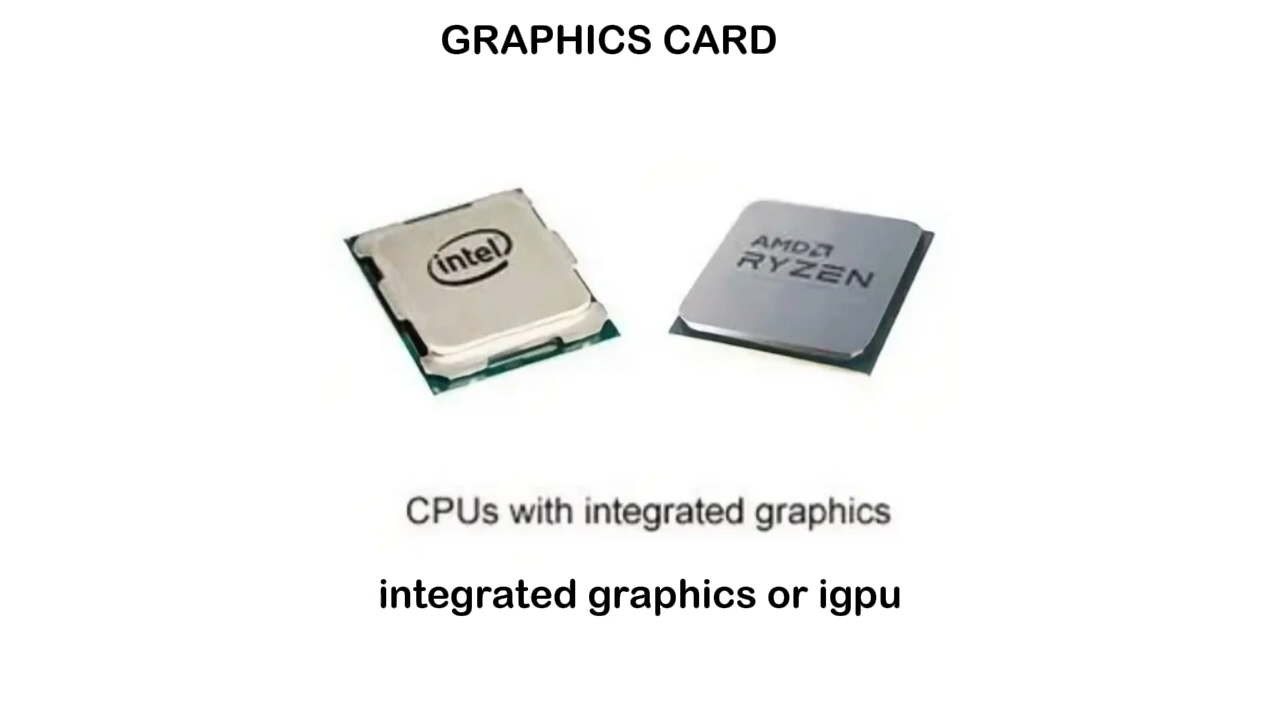 GRAPHICS CARD
intel
AMD
RYZEN
CPUs with integrated graphics
integrated graphics or igpu